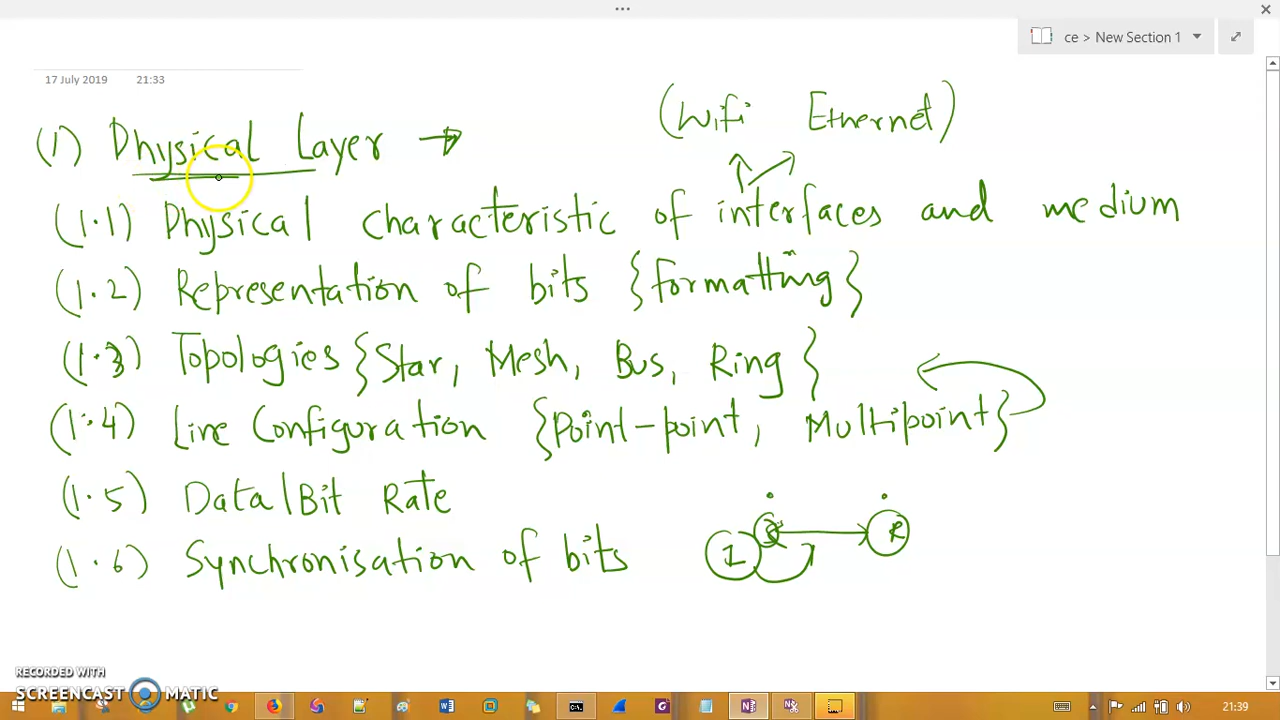 ce > New Section 1
17 July 2019 21:33
(Wifi Ethernet)
(1) Physical Layer →
(1.1) Physical characteristic of interfaces and medium
(1.2) Representation of bits {formatting}
(1.3) Topologies {Star, Mesh, Bus, Ring}
(1.4) Line Configuration {Point-point, Multipoint}
(1.5) Data/Bit Rate
(1.6) Synchronisation of bits
I R
RECORDED WITH
SCREENCAST MATIC
21:39